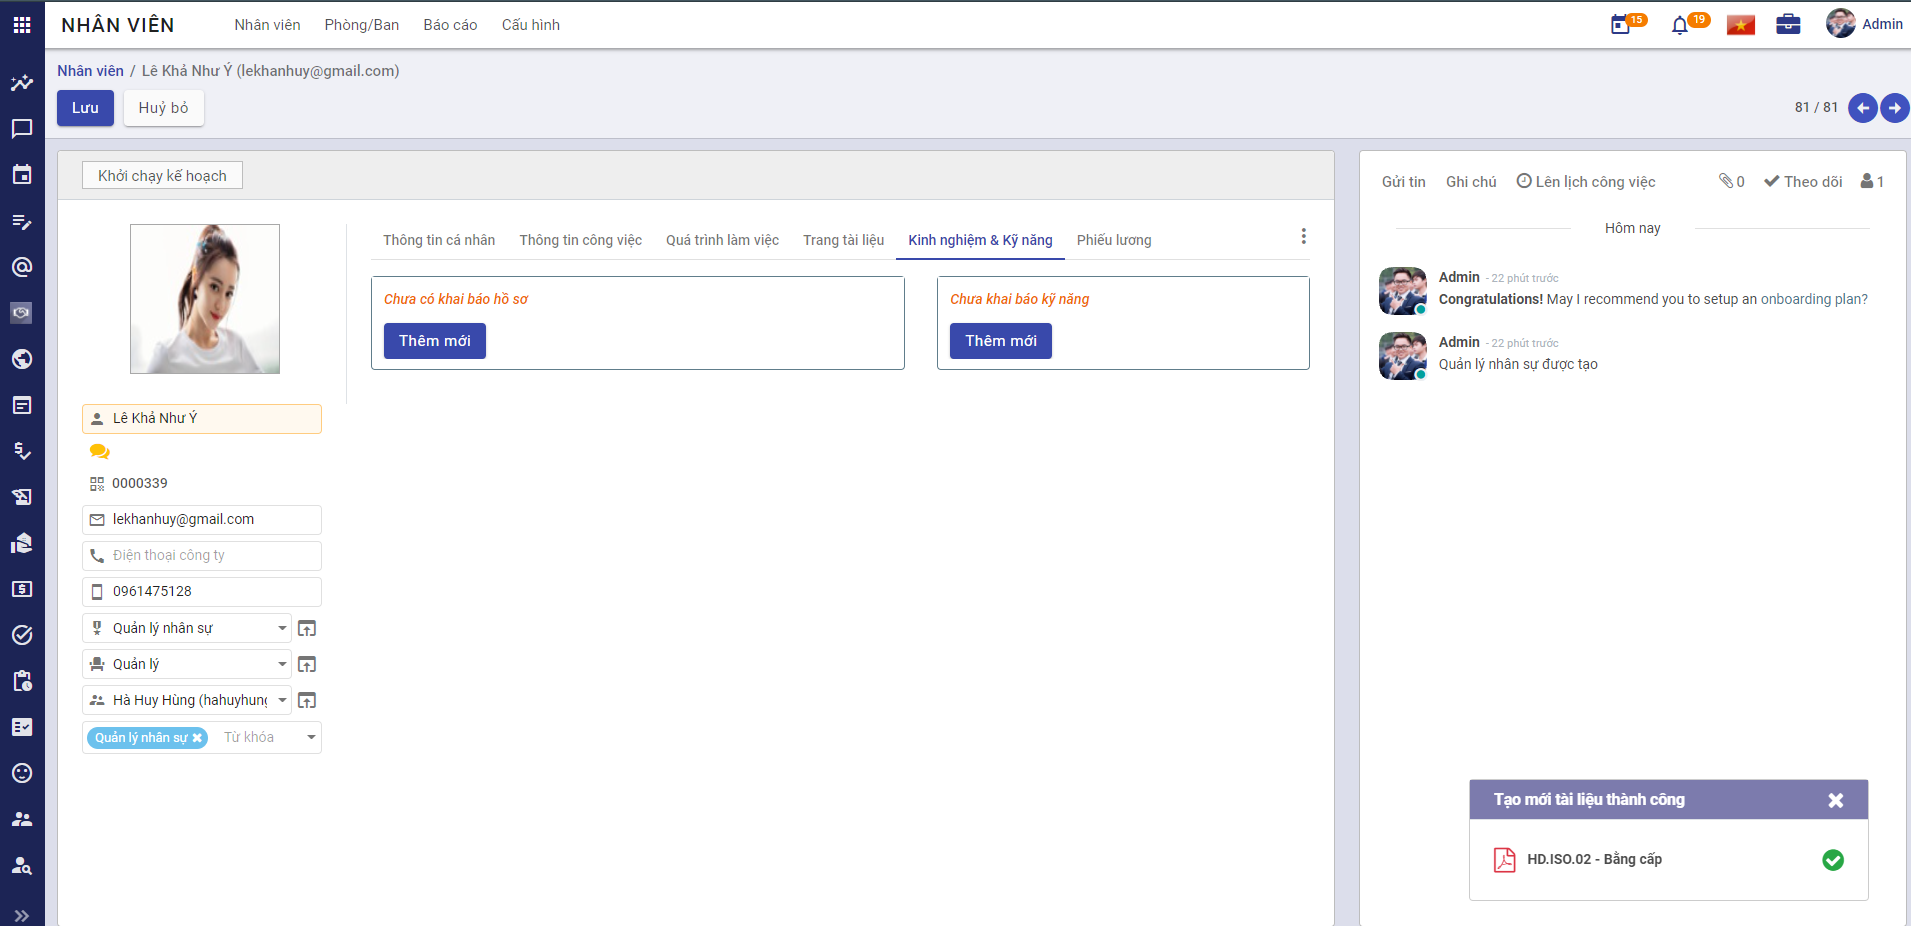 NHÂN VIÊN
Nhân viên Phòng/Ban Báo cáo Cấu hình
15
19
Admin
Nhân viên / Lê Khả Như Ý (lekhanhuy@gmail.com)
Lưu
Huỷ bỏ
81 / 81
Khởi chạy kế hoạch
Thông tin cá nhân Thông tin công việc Quá trình làm việc Trang tài liệu Kinh nghiệm & Kỹ năng Phiếu lương
Chưa có khai báo hồ sơ
Thêm mới
Chưa khai báo kỹ năng
Thêm mới
Lê Khả Như Ý
0000339
lekhanhuy@gmail.com
Điện thoại công ty
0961475128
Quản lý nhân sự
Quản lý
Hà Huy Hùng (hahuyhung
Quản lý nhân sự Từ khóa
Gửi tin Ghi chú Lên lịch công việc 0 Theo dõi 1
Hôm nay
Admin - 22 phút trước
Congratulations! May I recommend you to setup an onboarding plan?
Admin - 22 phút trước
Quản lý nhân sự được tạo
Tạo mới tài liệu thành công
HD.ISO.02 - Bằng cấp